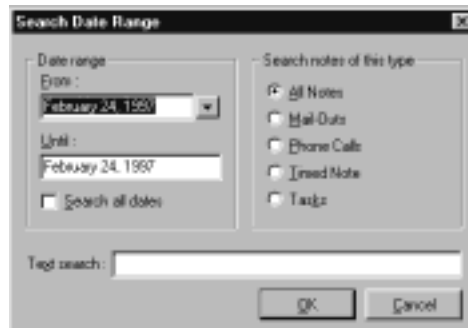 Search Date Range
Date range
From :
February 24, 1997
Until :
February 24, 1997
Search all dates
Search notes of this type
All Notes
Mail-Outs
Phone Calls
Timed Note
Tasks
Text search :
OK
Cancel